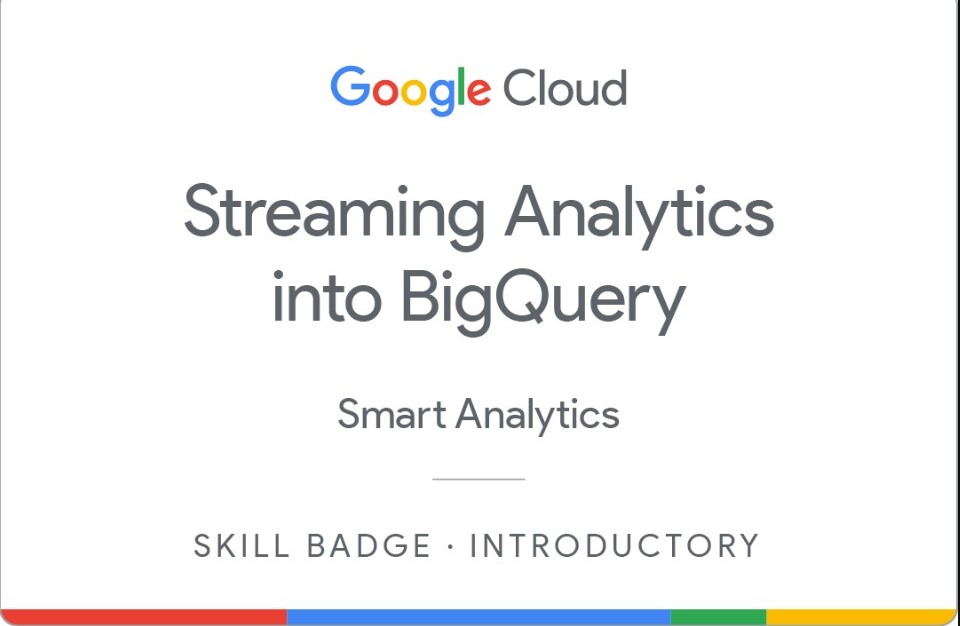 Google Cloud
Streaming Analytics
into BigQuery
Smart Analytics
SKILL BADGE · INTRODUCTORY